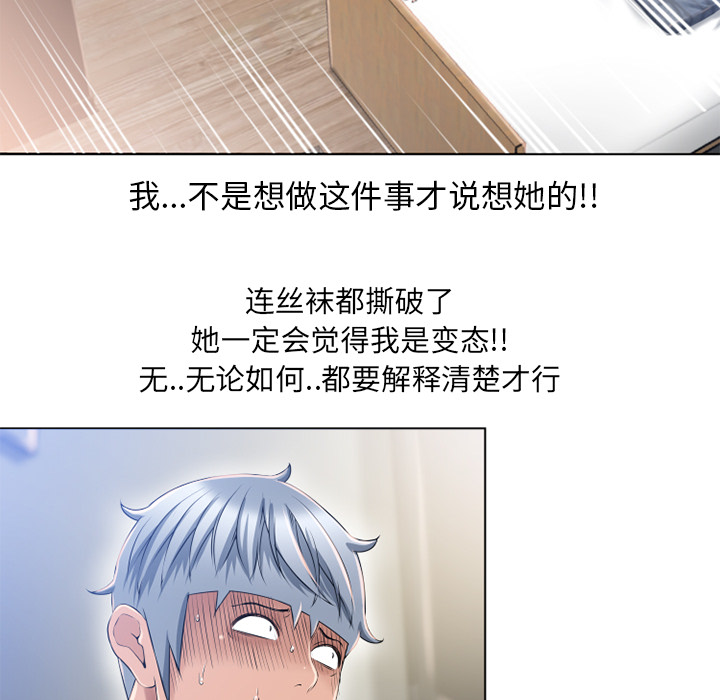 我...不是想做这件事才说想她的!!
连丝袜都撕破了
她一定会觉得我是变态!!
无..无论如何..都要解释清楚才行